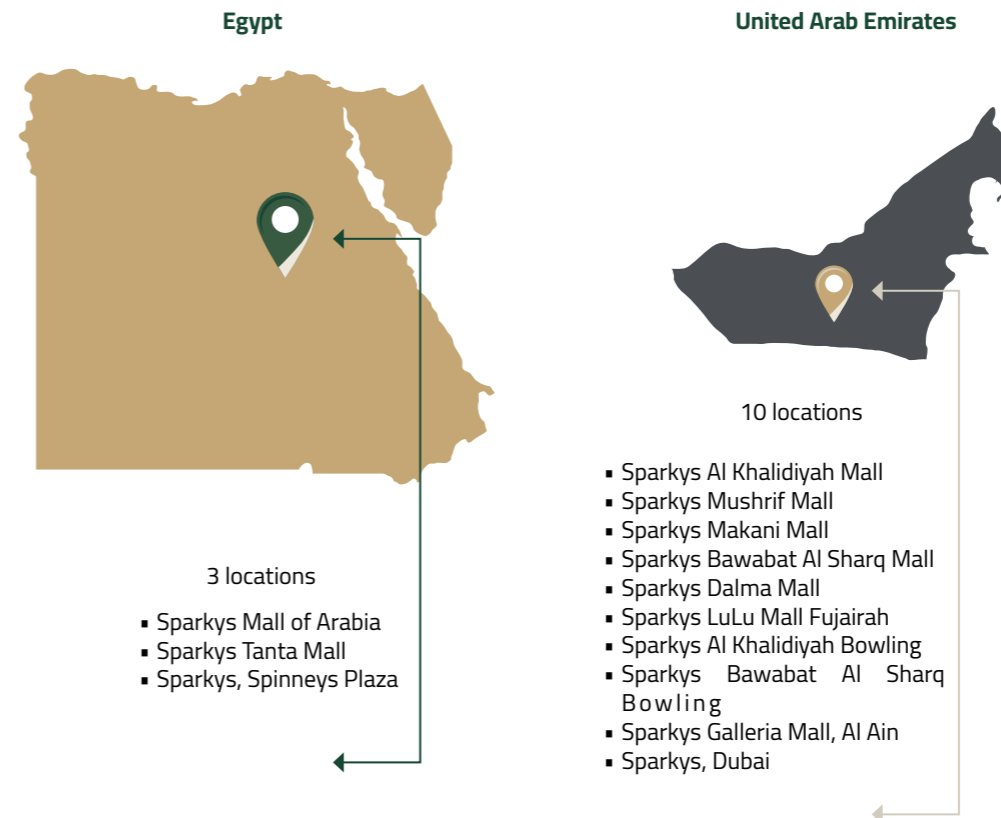 Egypt
3 locations
▪ Sparkys Mall of Arabia
▪ Sparkys Tanta Mall
▪ Sparkys, Spinneys Plaza
United Arab Emirates
10 locations
▪ Sparkys Al Khalidiyah Mall
▪ Sparkys Mushrif Mall
▪ Sparkys Makani Mall
▪ Sparkys Bawabat Al Sharq Mall
▪ Sparkys Dalma Mall
▪ Sparkys LuLu Mall Fujairah
▪ Sparkys Al Khalidiyah Bowling
▪ Sparkys Bawabat Al Sharq
Bowling
▪ Sparkys Galleria Mall, Al Ain
▪ Sparkys, Dubai